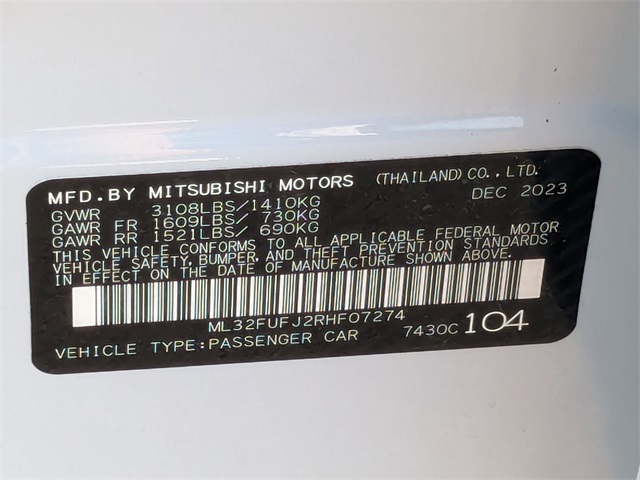 MFD.BY MITSUBISHI MOTORS (THAILAND) CO., LTD.
DEC 2023
GVWR 3108LBS/1410KG
GAWR FR 1609LBS/ 730KG
GAWR RR 1521LBS/ 690KG
THIS VEHICLE CONFORMS TO ALL APPLICABLE FEDERAL MOTOR
VEHICLE SAFETY, BUMPER, AND THEFT PREVENTION STANDARDS
IN EFFECT ON THE DATE OF MANUFACTURE SHOWN ABOVE.
ML32FUFJ2RHF07274
VEHICLE TYPE:PASSENGER CAR 7430C 104